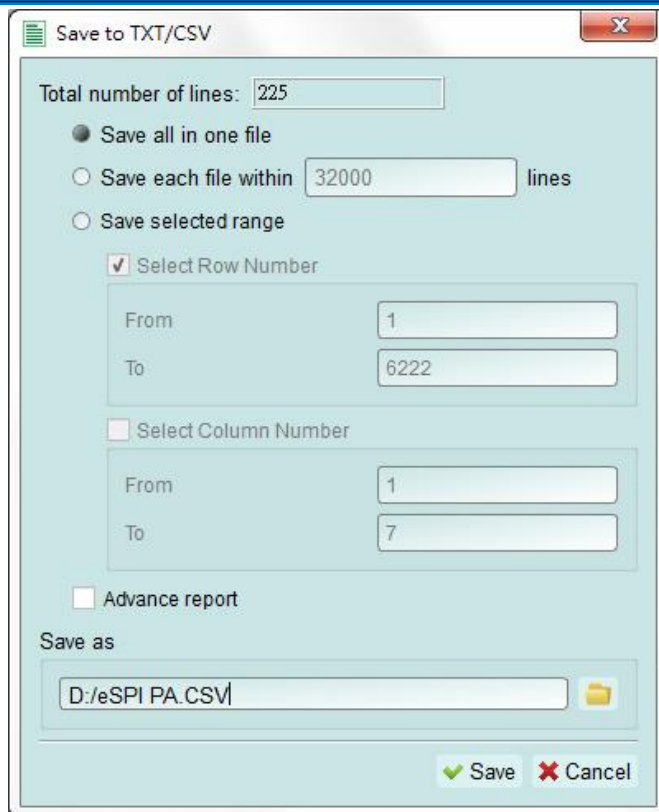 Save to TXT/CSV
Total number of lines: 225
Save all in one file
Save each file within 32000 lines
Save selected range
Select Row Number
From 1
To 6222
Select Column Number
From 1
To 7
Advance report
Save as
D:/eSPI PA.CSV
Save Cancel